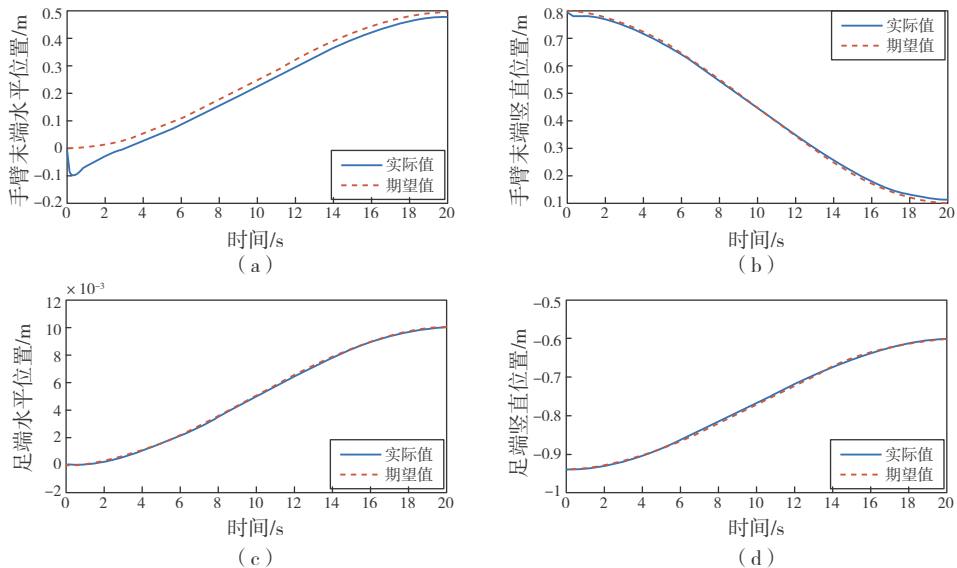 手臂末端水平位置/m
0.5
0.4
0.3
0.2
0.1
0
-0.1
-0.2
0 2 4 6 8 10 12 14 16 18 20
实际值
期望值
时间/s
（a）
手臂末端竖直位置/m
0.8
0.7
0.6
0.5
0.4
0.3
0.2
0.1
0 2 4 6 8 10 12 14 16 18 20
实际值
期望值
时间/s
（b）
足端水平位置/m
×10⁻³
12
10
8
6
4
2
0
−2
0 2 4 6 8 10 12 14 16 18 20
实际值
期望值
时间/s
（c）
足端竖直位置/m
−0.5
−0.6
−0.7
−0.8
−0.9
−1
0 2 4 6 8 10 12 14 16 18 20
实际值
期望值
时间/s
（d）